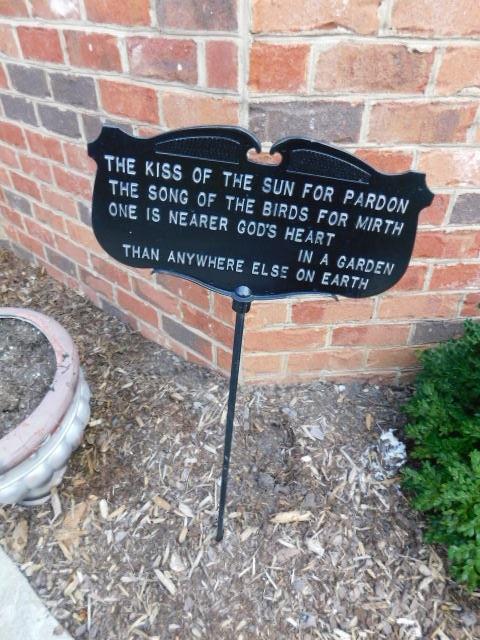 THE KISS OF THE SUN FOR PARDON
THE SONG OF THE BIRDS FOR MIRTH
ONE IS NEARER GOD'S HEART
IN A GARDEN
THAN ANYWHERE ELSE ON EARTH